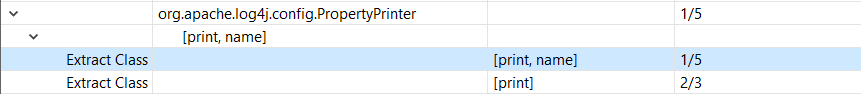 org.apache.log4j.config.PropertyPrinter 1/5
[print, name]
Extract Class [print, name] 1/5
Extract Class [print] 2/3